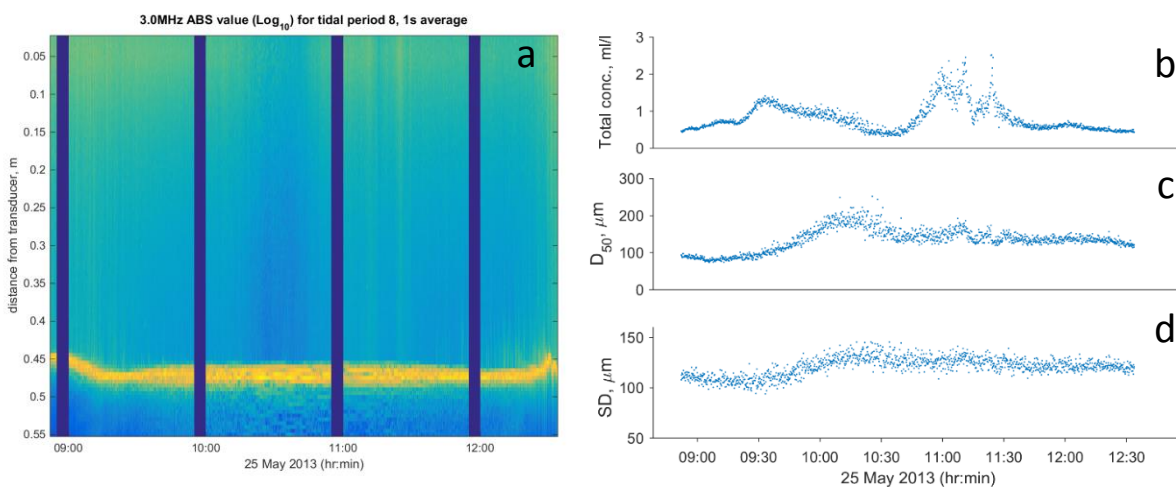 3.0MHz ABS value (Log10) for tidal period 8, 1s average
a
distance from transducer, m
0.05
0.1
0.15
0.2
0.25
0.3
0.35
0.4
0.45
0.5
0.55
09:00 10:00 11:00 12:00
25 May 2013 (hr:min)
b
Total conc., ml/l
3
2
1
0
c
D50, μm
300
200
100
0
d
SD, μm
150
100
50
09:00 09:30 10:00 10:30 11:00 11:30 12:00 12:30
25 May 2013 (hr:min)